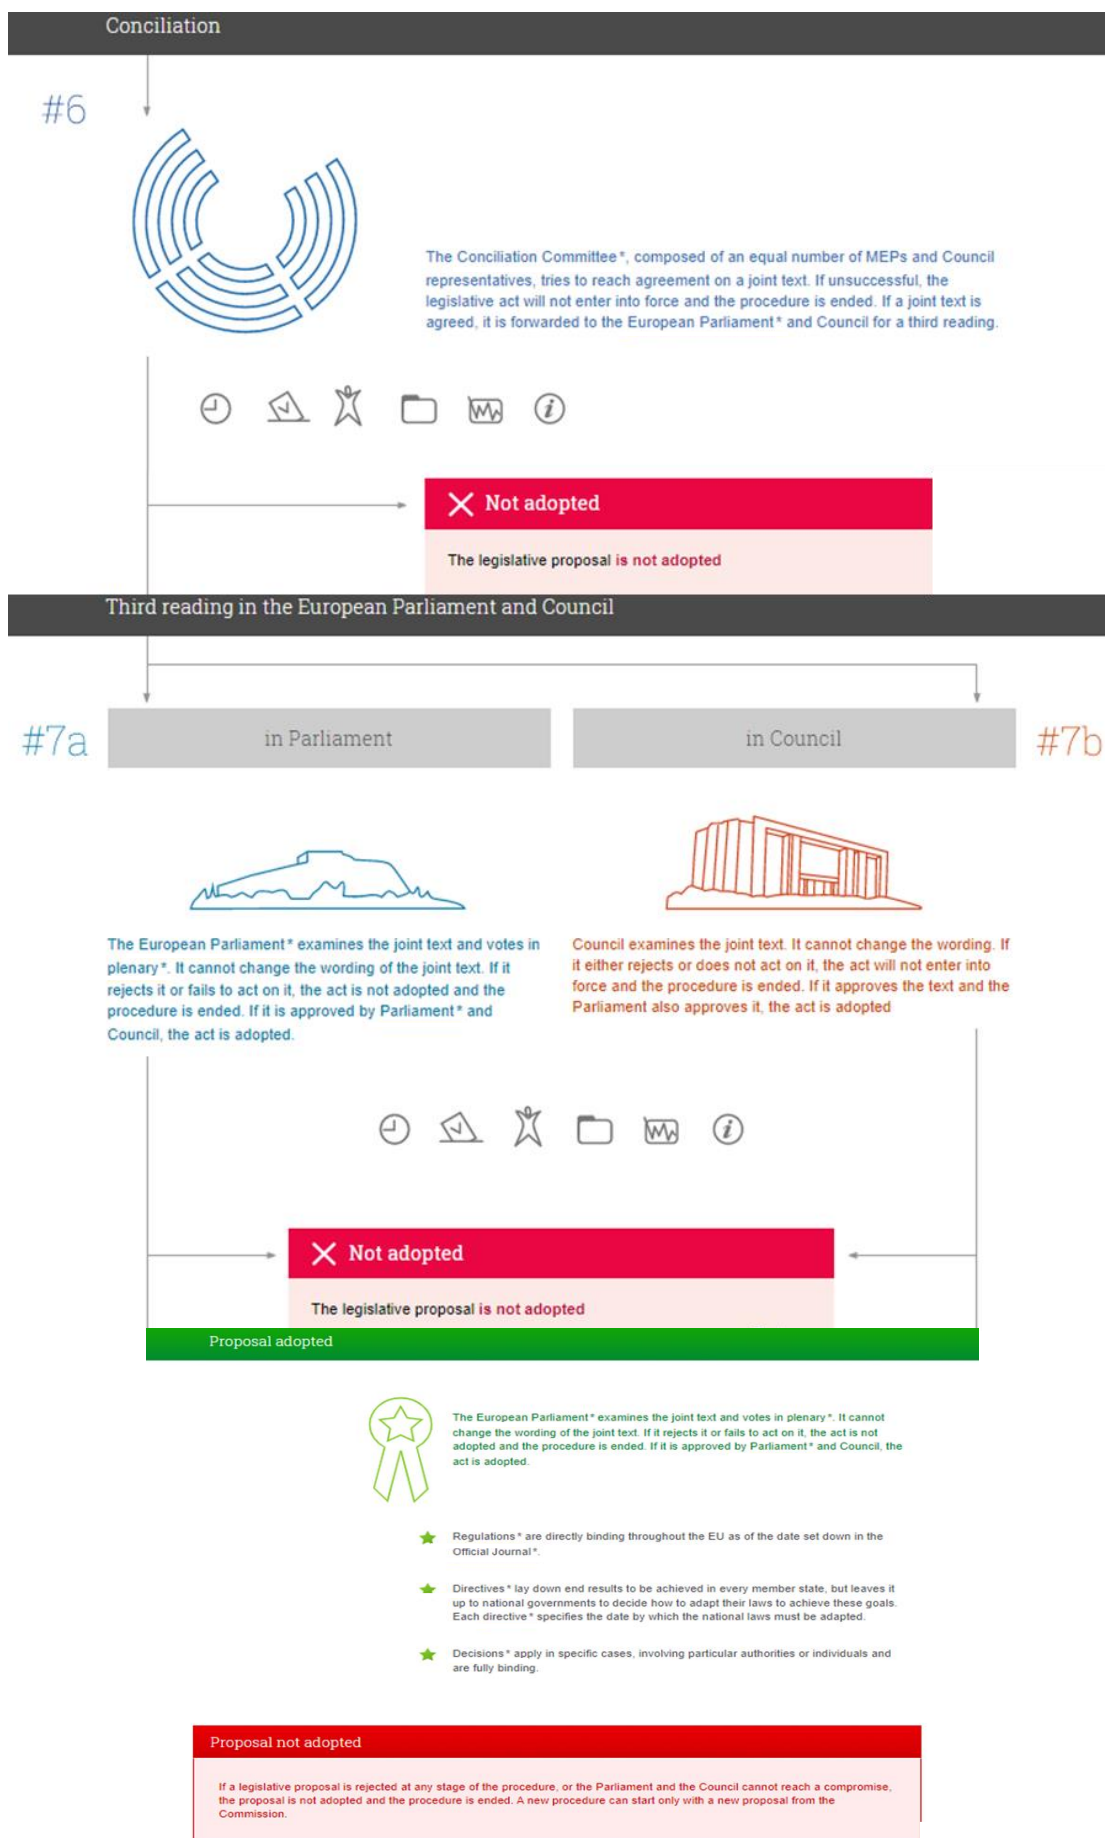 Conciliation
#6
The Conciliation Committee*, composed of an equal number of MEPs and Council
representatives, tries to reach agreement on a joint text. If unsuccessful, the
legislative act will not enter into force and the procedure is ended. If a joint text is
agreed, it is forwarded to the European Parliament* and Council for a third reading.
Not adopted
The legislative proposal is not adopted
Third reading in the European Parliament and Council
#7a
in Parliament
in Council
#7b
The European Parliament* examines the joint text and votes in
plenary*. It cannot change the wording of the joint text. If it
rejects it or fails to act on it, the act is not adopted and the
procedure is ended. If it is approved by Parliament* and
Council, the act is adopted.
Council examines the joint text. It cannot change the wording. If
it either rejects or does not act on it, the act will not enter into
force and the procedure is ended. If it approves the text and the
Parliament also approves it, the act is adopted
Not adopted
The legislative proposal is not adopted
Proposal adopted
The European Parliament* examines the joint text and votes in plenary*. It cannot
change the wording of the joint text. If it rejects it or fails to act on it, the act is not
adopted and the procedure is ended. If it is approved by Parliament* and Council, the
act is adopted.
Regulations* are directly binding throughout the EU as of the date set down in the
Official Journal*.
Directives* lay down end results to be achieved in every member state, but leaves it
up to national governments to decide how to adapt their laws to achieve these goals.
Each directive* specifies the date by which the national laws must be adapted.
Decisions* apply in specific cases, involving particular authorities or individuals and
are fully binding.
Proposal not adopted
If a legislative proposal is rejected at any stage of the procedure, or the Parliament and the Council cannot reach a compromise,
the proposal is not adopted and the procedure is ended. A new procedure can start only with a new proposal from the
Commission.